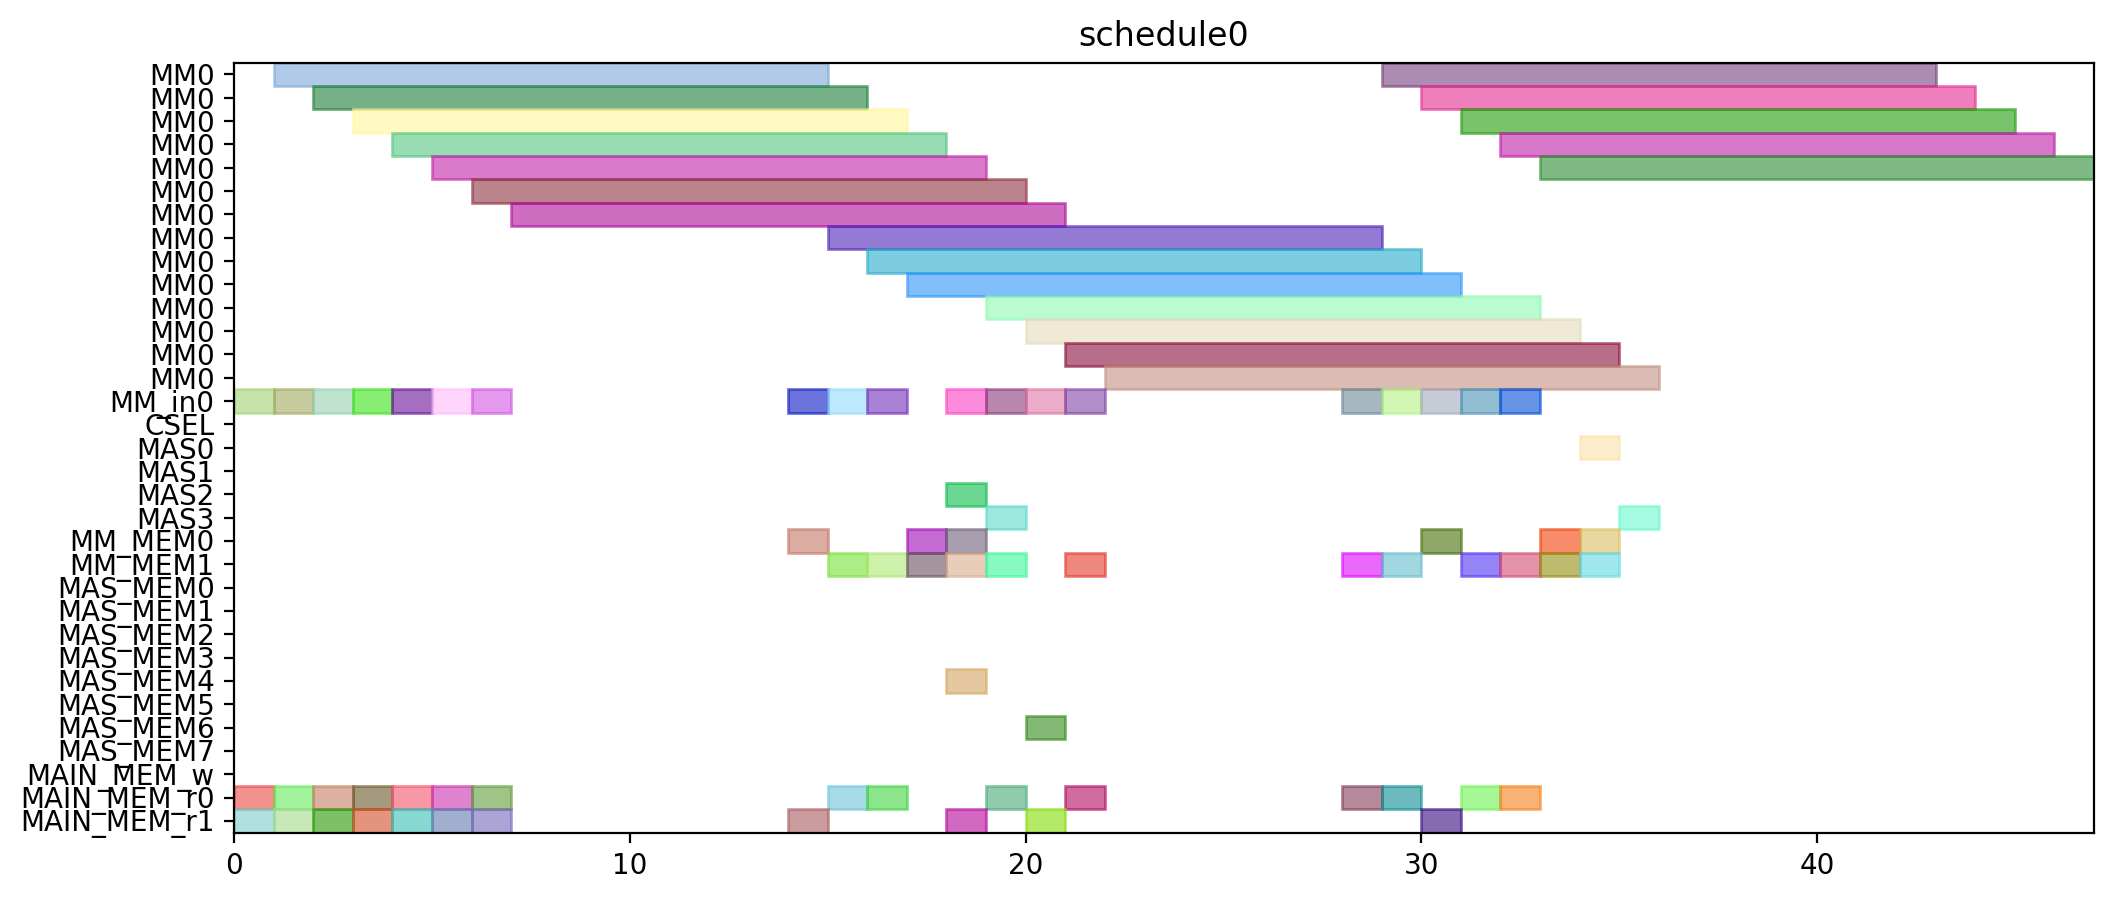 schedule0
MM0
MM0
MM0
MM0
MM0
MM0
MM0
MM0
MM0
MM0
MM0
MM0
MM0
MM0
MM_in0
CSEL
MAS0
MAS1
MAS2
MAS3
MM_MEM0
MM_MEM1
MAS_MEM0
MAS_MEM1
MAS_MEM2
MAS_MEM3
MAS_MEM4
MAS_MEM5
MAS_MEM6
MAS_MEM7
MAIN_MEM_w
MAIN_MEM_r0
MAIN_MEM_r1
0 10 20 30 40